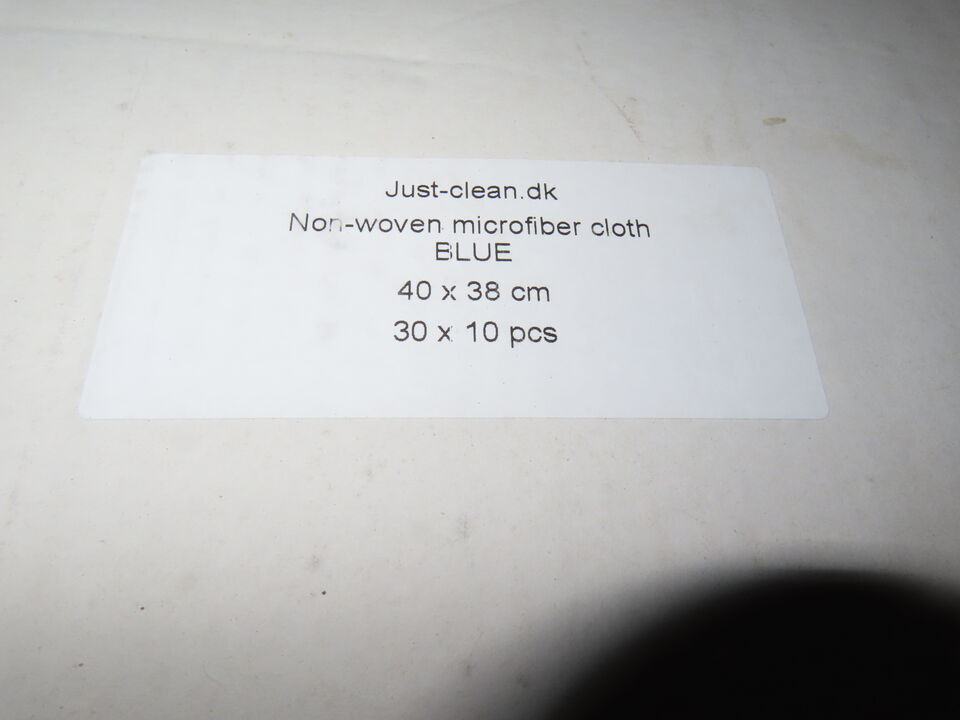 Just-clean.dk
Non-woven microfiber cloth
BLUE
40 x 38 cm
30 x 10 pcs